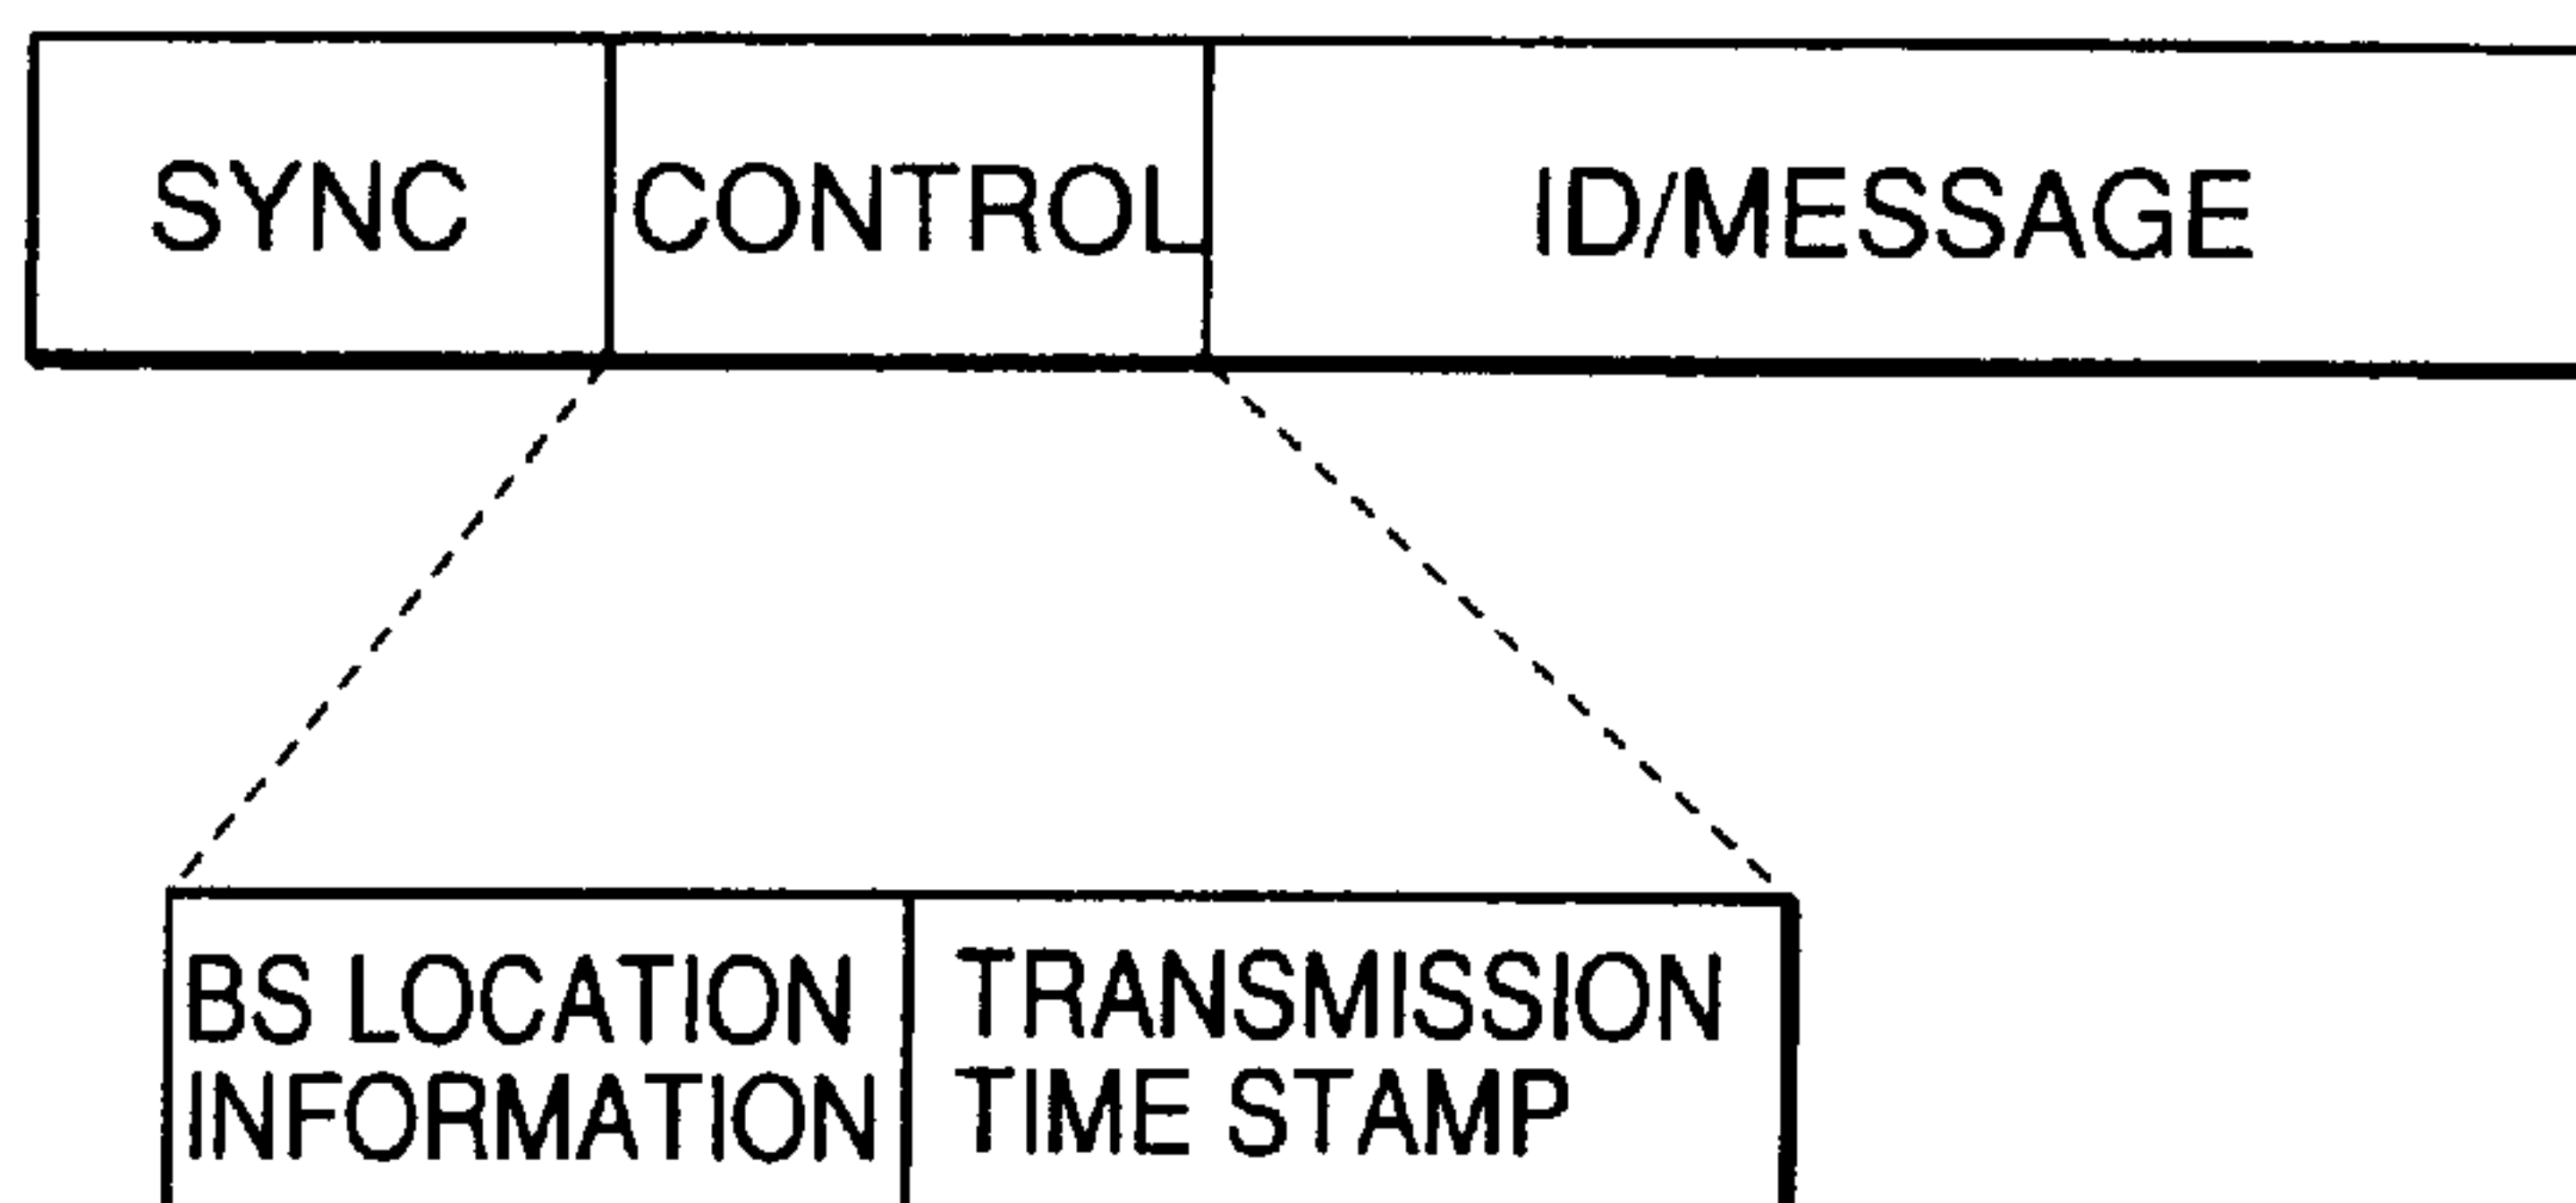 SYNC CONTROL ID/MESSAGE
BS LOCATION TRANSMISSION
INFORMATION TIME STAMP